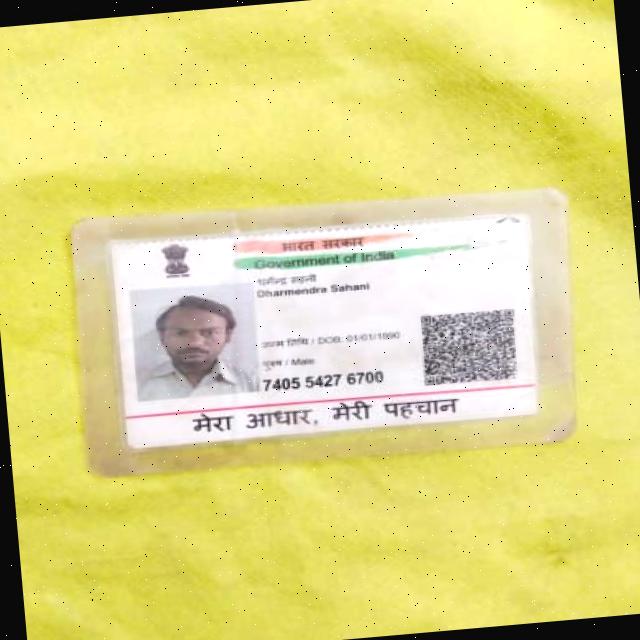 भारत सरकार
Government of India
धर्मेन्द्र सहनी
Dharmendra Sahani
जन्म तिथि / DOB: 01/01/1990
पुरुष / Male
7405 5427 6700
मेरा आधार, मेरी पहचान